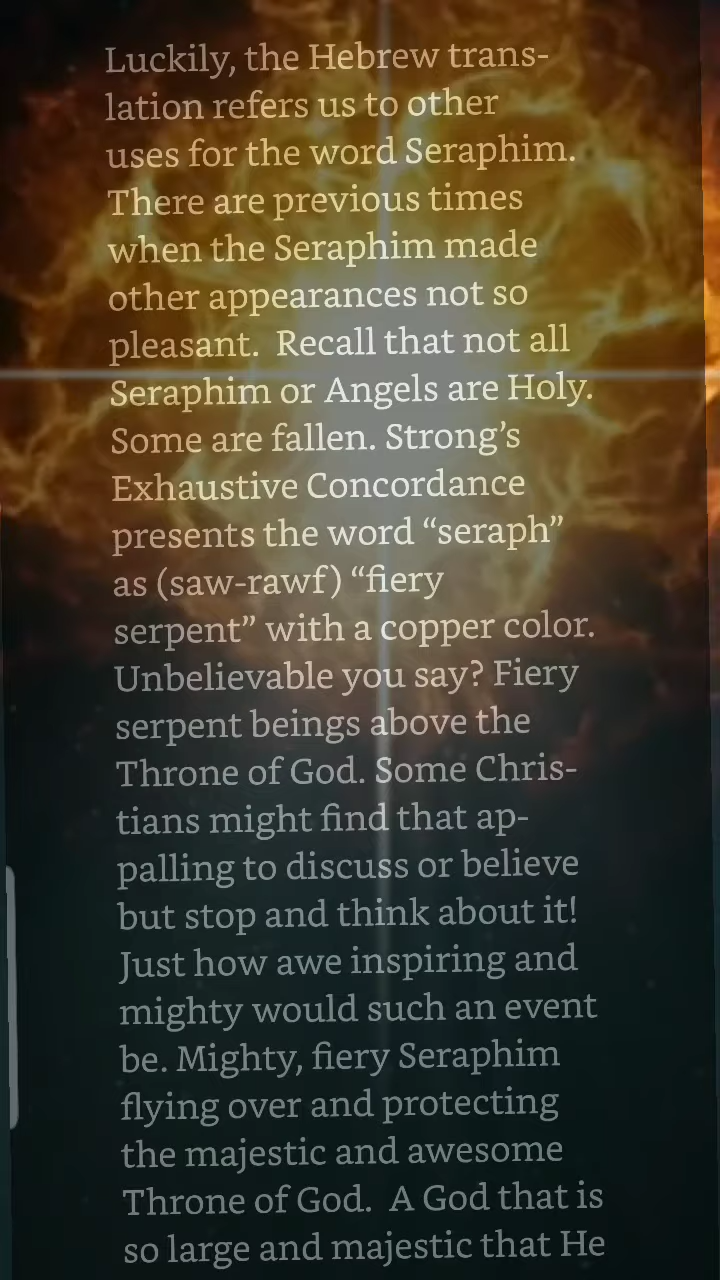 Luckily, the Hebrew trans-
lation refers us to other
uses for the word Seraphim.
There are previous times
when the Seraphim made
other appearances not so
pleasant.  Recall that not all
Seraphim or Angels are Holy.
Some are fallen. Strong’s
Exhaustive Concordance
presents the word “seraph”
as (saw-rawf) “fiery
serpent” with a copper color.
Unbelievable you say? Fiery
serpent beings above the
Throne of God. Some Chris-
tians might find that ap-
palling to discuss or believe
but stop and think about it!
Just how awe inspiring and
mighty would such an event
be. Mighty, fiery Seraphim
flying over and protecting
the majestic and awesome
Throne of God.  A God that is
so large and majestic that He